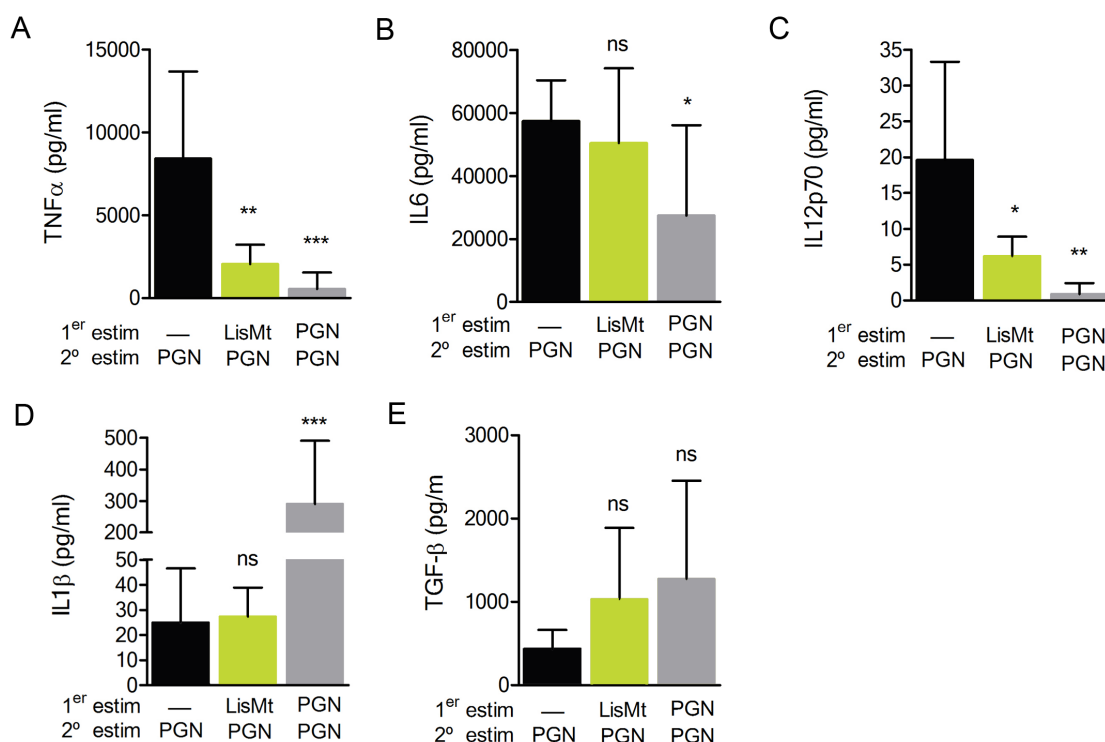 A
TNFα (pg/ml)
15000
10000
5000
0
**
***
1er estim — LisMt PGN
2º estim PGN PGN PGN
B
IL6 (pg/ml)
80000
60000
40000
20000
0
ns
*
1er estim — LisMt PGN
2º estim PGN PGN PGN
C
IL12p70 (pg/ml)
35
30
25
20
15
10
5
0
*
**
1er estim — LisMt PGN
2º estim PGN PGN PGN
D
IL1β (pg/ml)
500
400
300
200
50
40
30
20
10
0
ns
***
1er estim — LisMt PGN
2º estim PGN PGN PGN
E
TGF-β (pg/m
3000
2000
1000
0
ns
ns
1er estim — LisMt PGN
2º estim PGN PGN PGN